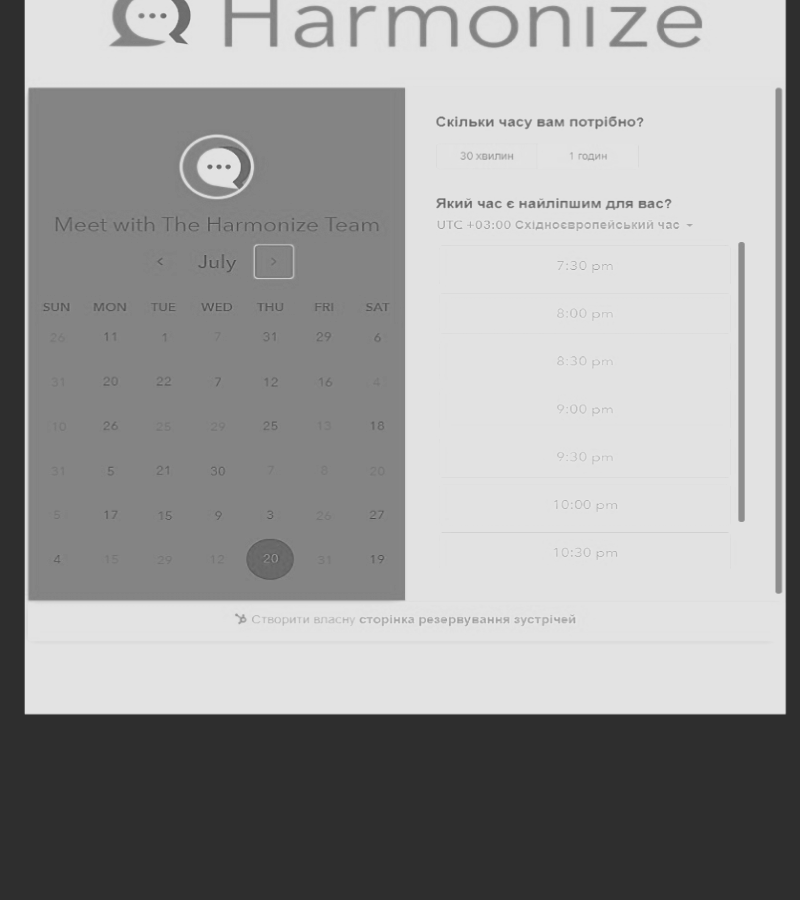 Harmonize
Meet with The Harmonize Team
July
SUN MON TUE WED THU FRI SAT
26 11 1 7 31 29 6
31 20 22 7 12 16 4
10 26 25 29 25 13 18
31 5 21 30 7 8 20
5 17 15 9 3 26 27
4 15 29 12 20 31 19
Скільки часу вам потрібно?
30 хвилин 1 годин
Який час є найліпшим для вас?
UTC +03:00 Східноєвропейський час
7:30 pm
8:00 pm
8:30 pm
9:00 pm
9:30 pm
10:00 pm
10:30 pm
Створити власну сторінка резервування зустрічей